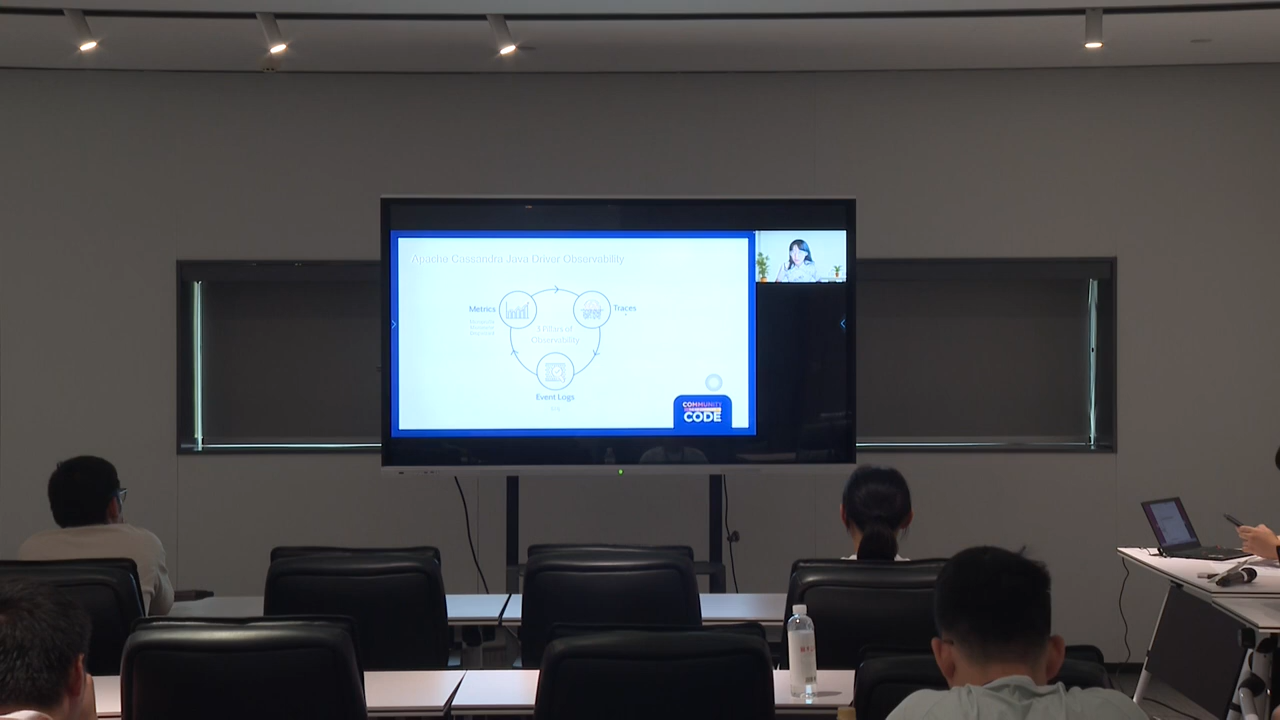 Apache Cassandra Java Driver Observability
Metrics
Traces
3 Pillars of
Observability
Event Logs
COMMUNITY
CODE